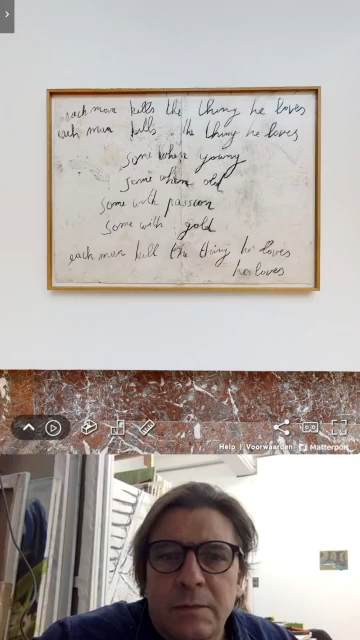 each man kills the thing he loves
each man kills the thing he loves
some when young
some when old
some with passion
some with gold
each man kill the thing he loves
he loves
Help | Voorwaarden Matterport